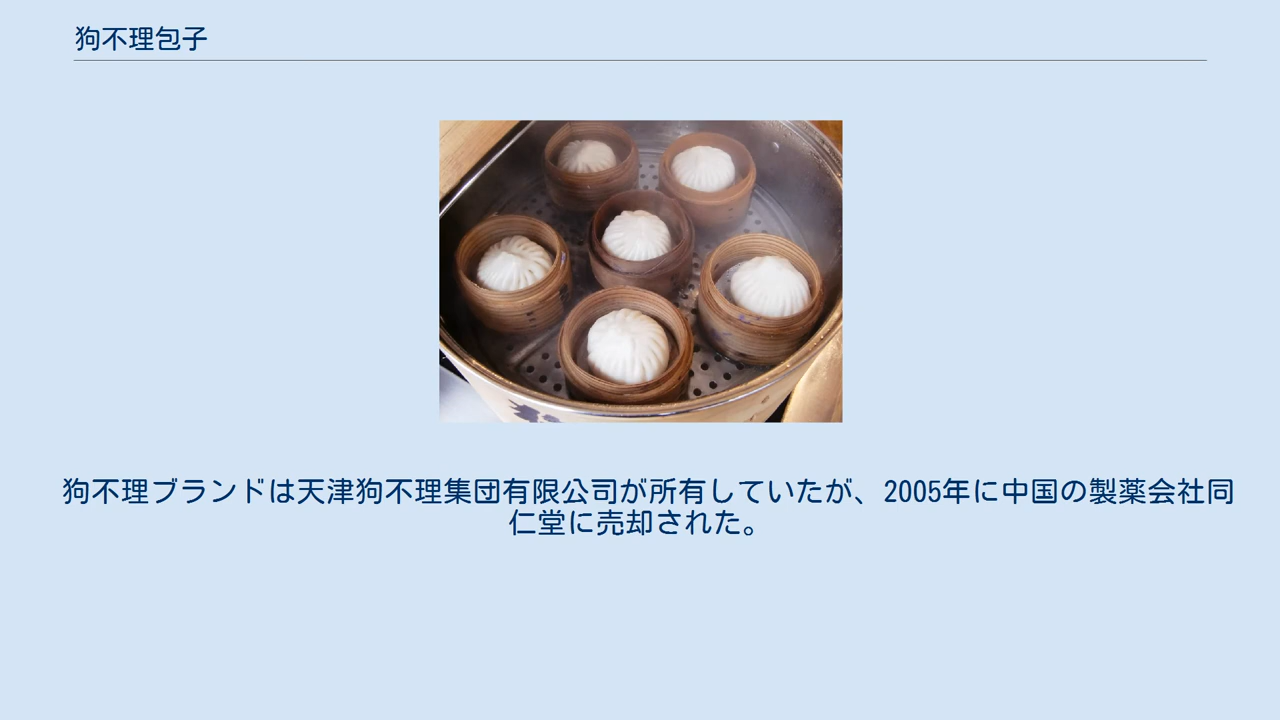 狗不理包子
狗不理ブランドは天津狗不理集団有限公司が所有していたが、2005年に中国の製薬会社同
仁堂に売却された。